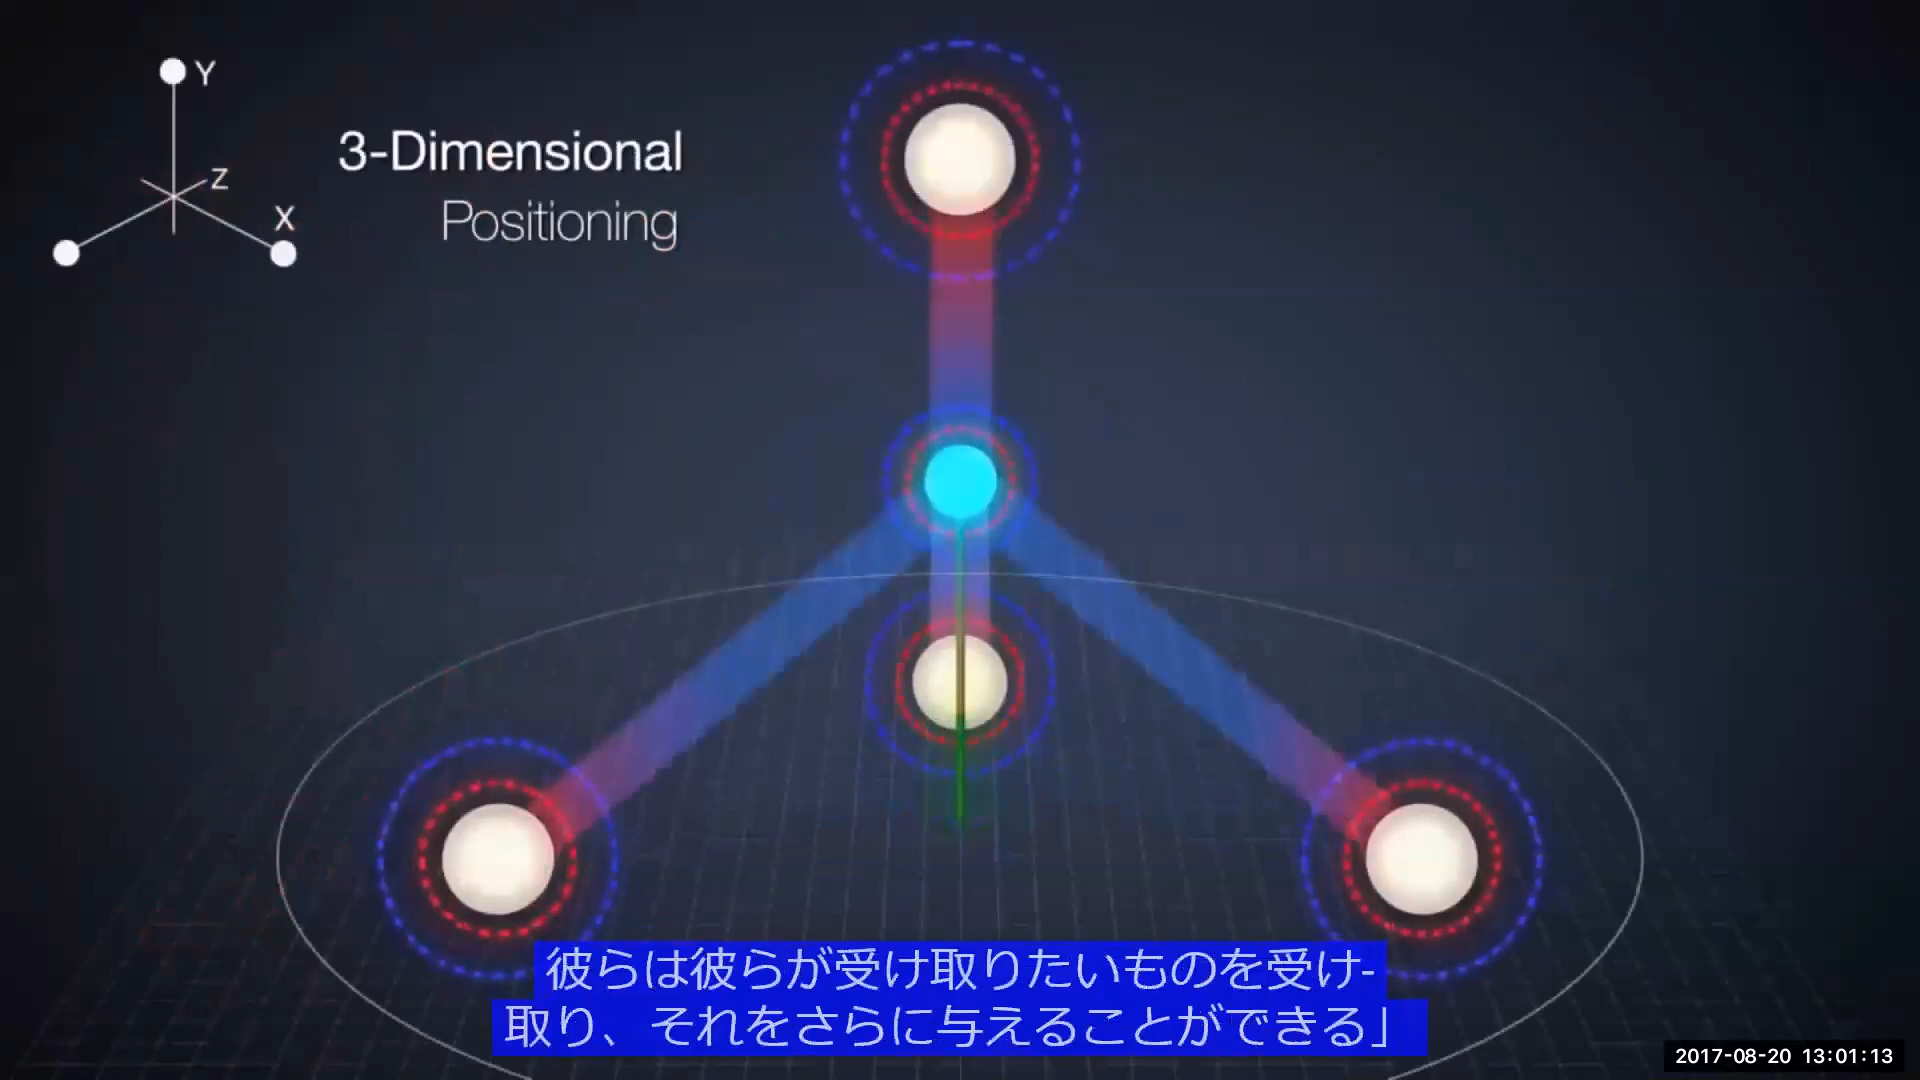 Y
Z
X
3-Dimensional
Positioning
彼らは彼らが受け取りたいものを受け-
取り、それをさらに与えることができる」
2017-08-20 13:01:13